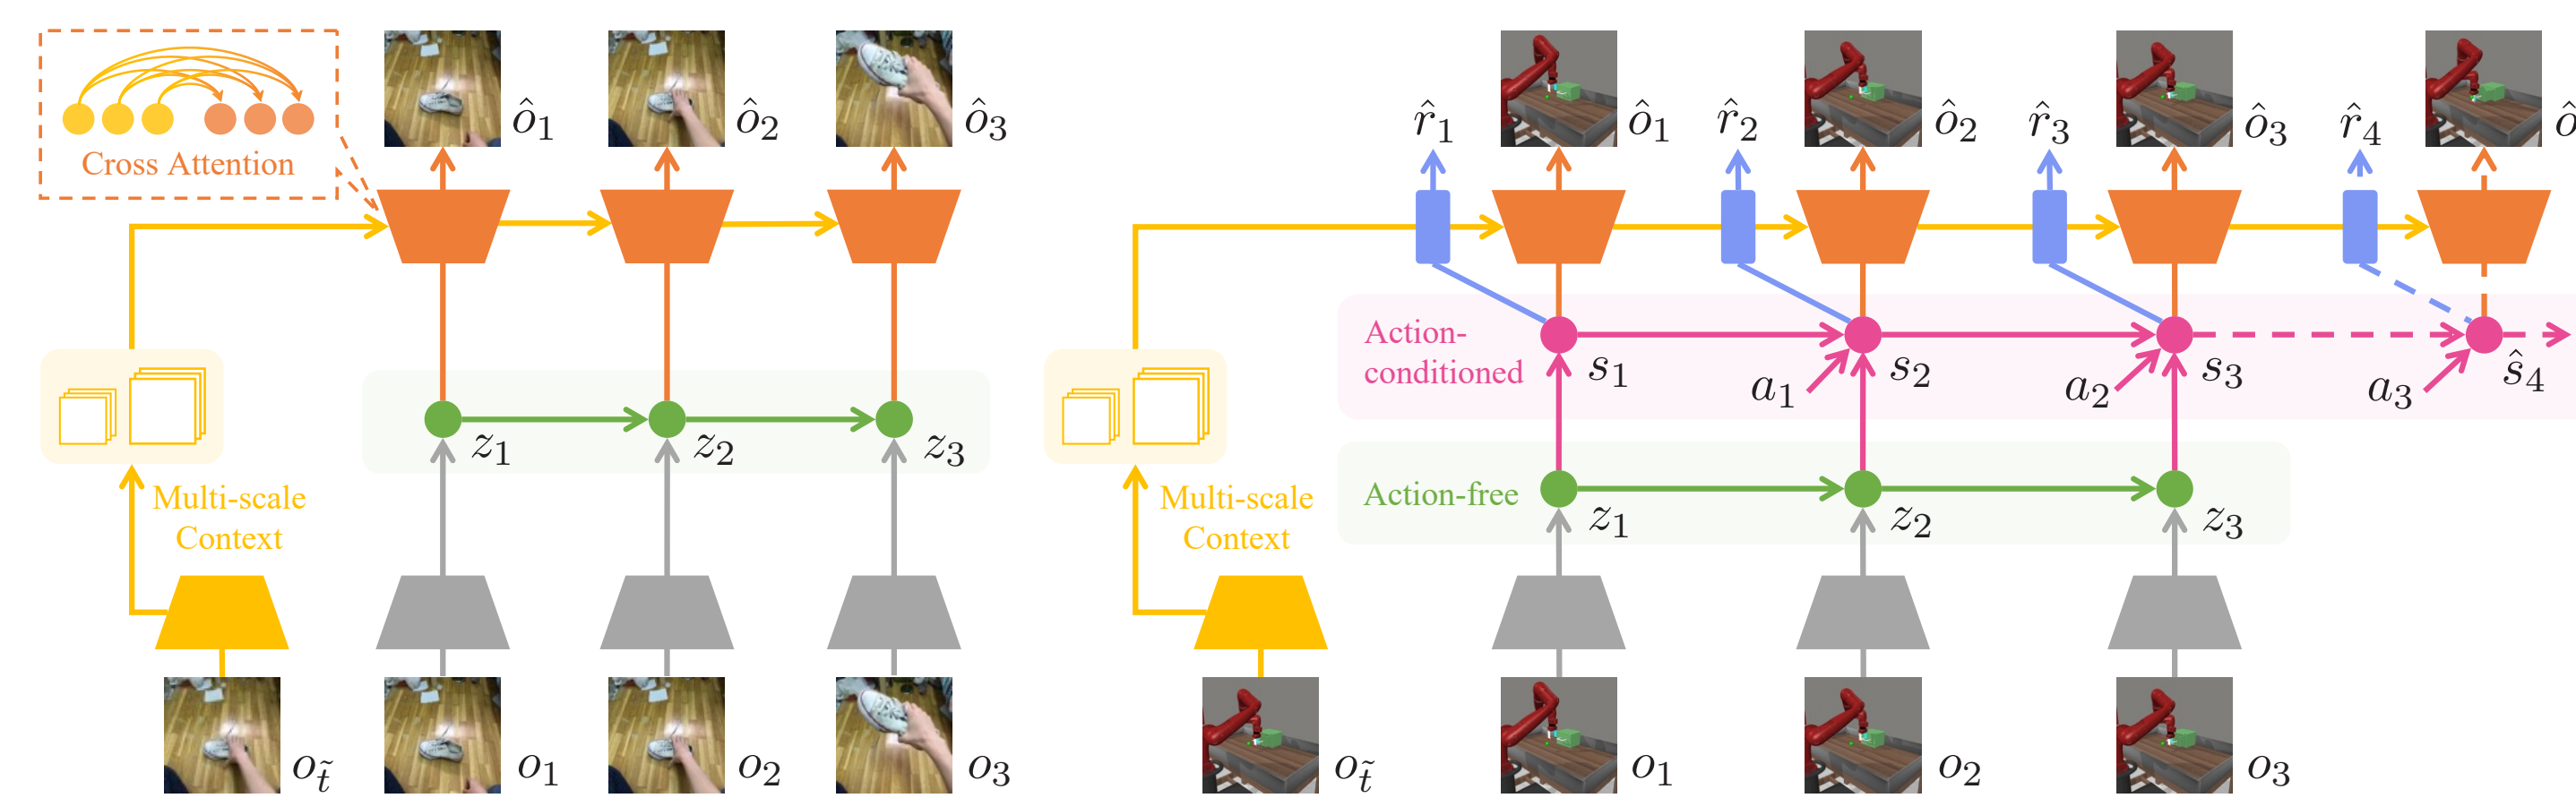 ô₁
ô₂
ô₃
Cross Attention
z₁
z₂
z₃
Multi-scale
Context
o_t̃
o₁
o₂
o₃
r̂₁
ô₁
r̂₂
ô₂
r̂₃
ô₃
r̂₄
ô
Action-
conditioned
s₁
a₁
s₂
a₂
s₃
a₃
ŝ₄
Action-free
z₁
z₂
z₃
Multi-scale
Context
o_t̃
o₁
o₂
o₃